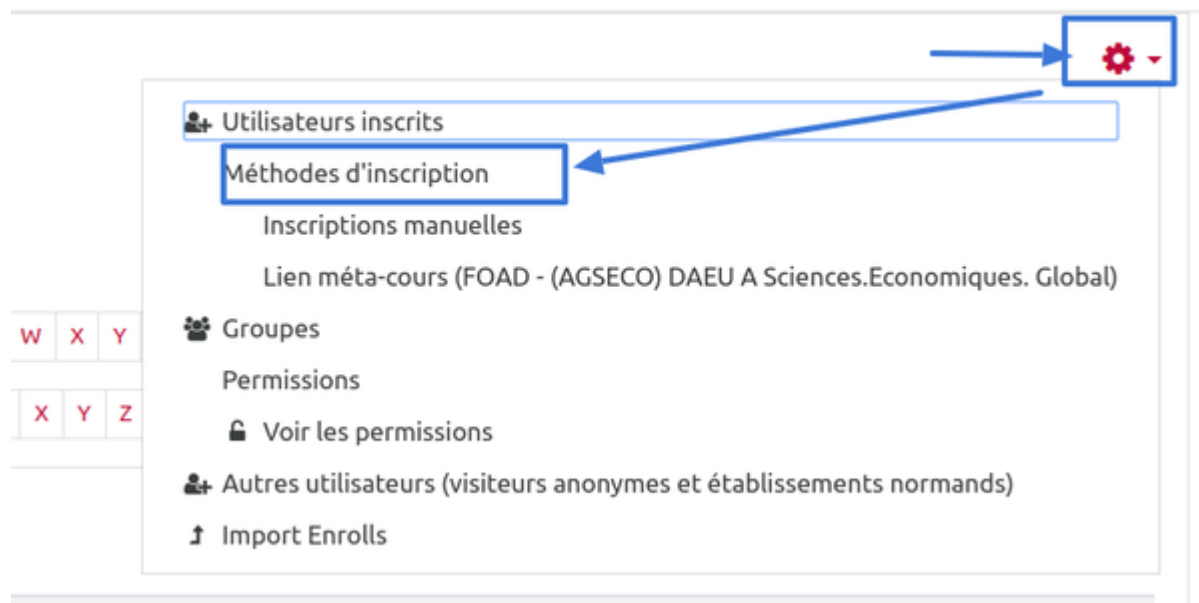 Utilisateurs inscrits
Méthodes d'inscription
Inscriptions manuelles
Lien méta-cours (FOAD - (AGSECO) DAEU A Sciences.Economiques. Global)
W X Y
Groupes
Permissions
X Y Z
Voir les permissions
Autres utilisateurs (visiteurs anonymes et établissements normands)
Import Enrolls